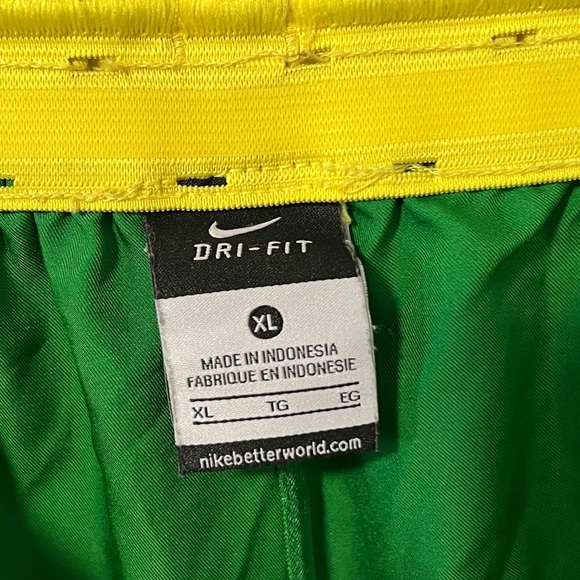 DRI-FIT
XL
MADE IN INDONESIA
FABRIQUE EN INDONESIE
XL TG EG
nikebetterworld.com